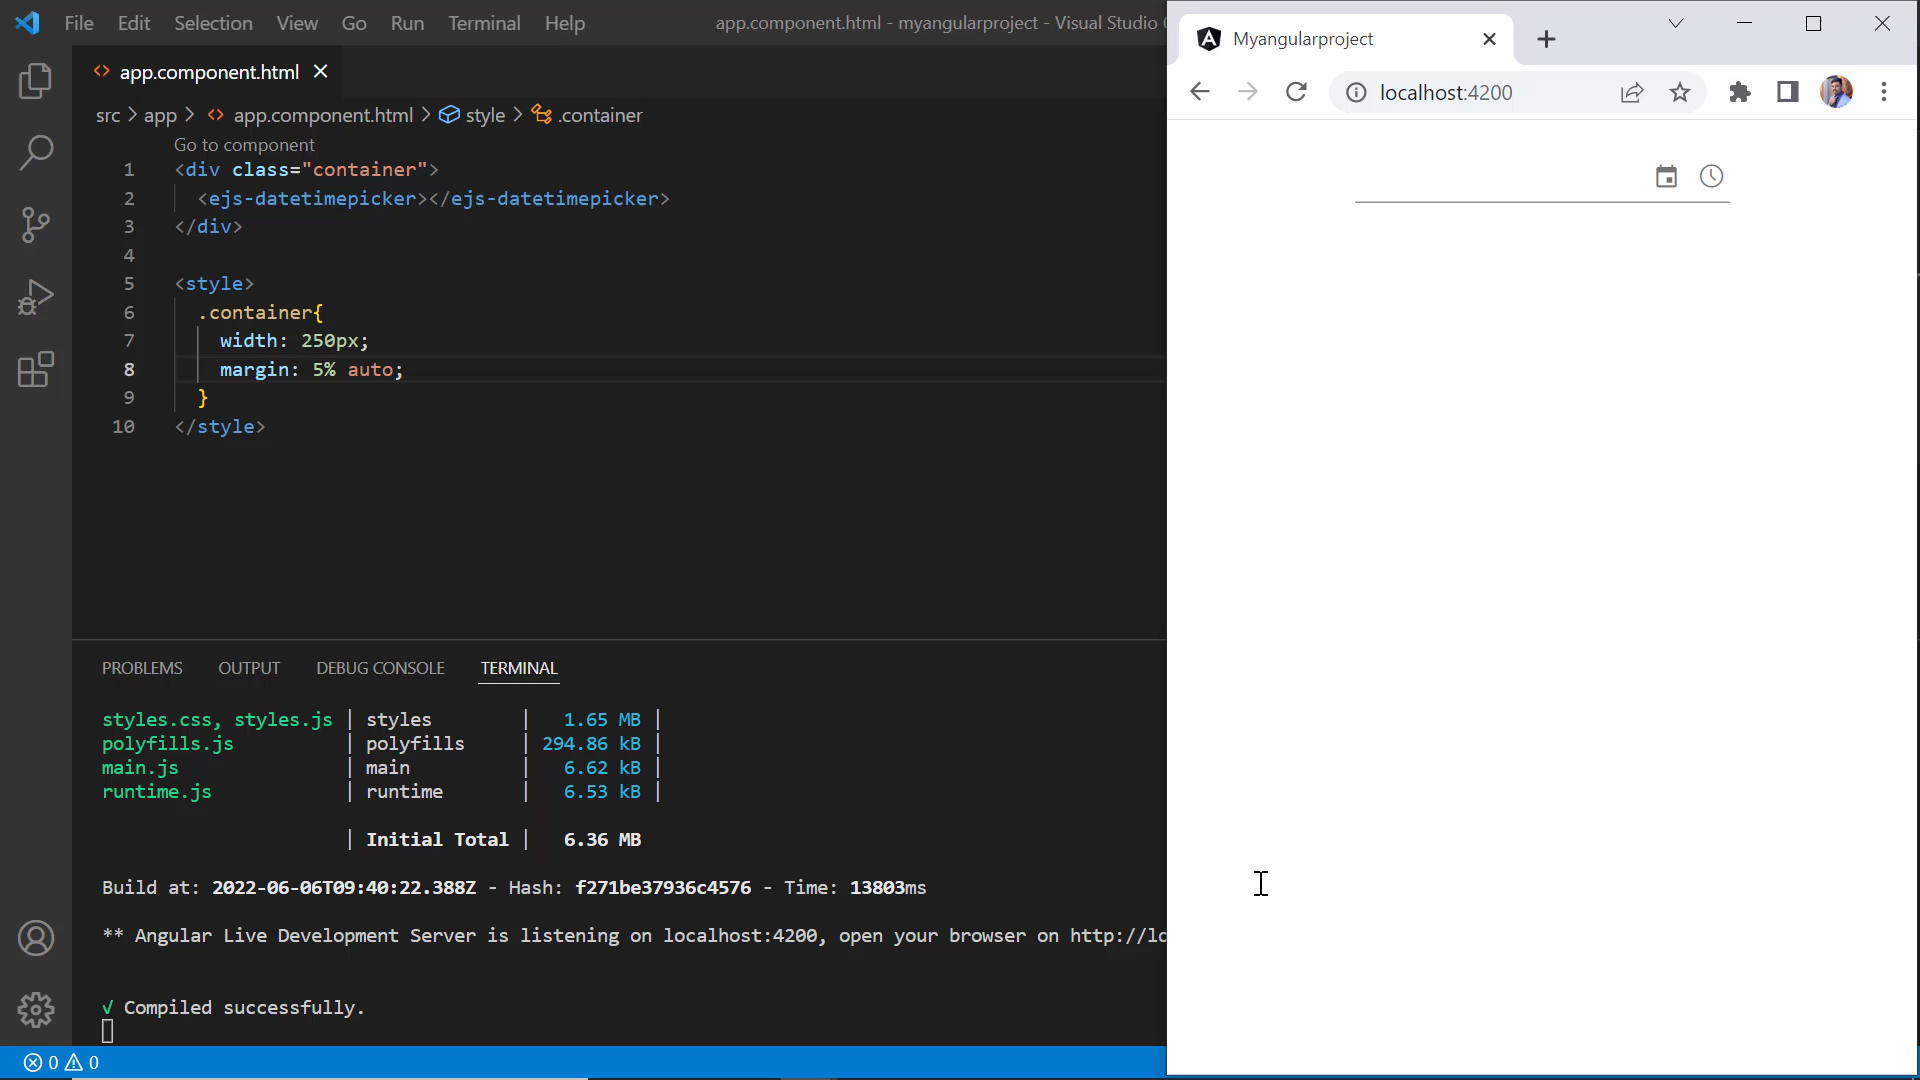 File Edit Selection View Go Run Terminal Help app.component.html - myangularproject - Visual Studio
app.component.html
src > app > app.component.html > style > .container
Go to component
1 <div class="container">
2 <ejs-datetimepicker></ejs-datetimepicker>
3 </div>
4
5 <style>
6 .container{
7 width: 250px;
8 margin: 5% auto;
9 }
10 </style>
PROBLEMS OUTPUT DEBUG CONSOLE TERMINAL
styles.css, styles.js | styles | 1.65 MB |
polyfills.js | polyfills | 294.86 kB |
main.js | main | 6.62 kB |
runtime.js | runtime | 6.53 kB |
| Initial Total | 6.36 MB
Build at: 2022-06-06T09:40:22.388Z - Hash: f271be37936c4576 - Time: 13803ms
** Angular Live Development Server is listening on localhost:4200, open your browser on http://lo
√ Compiled successfully.
0 0
Myangularproject
localhost:4200